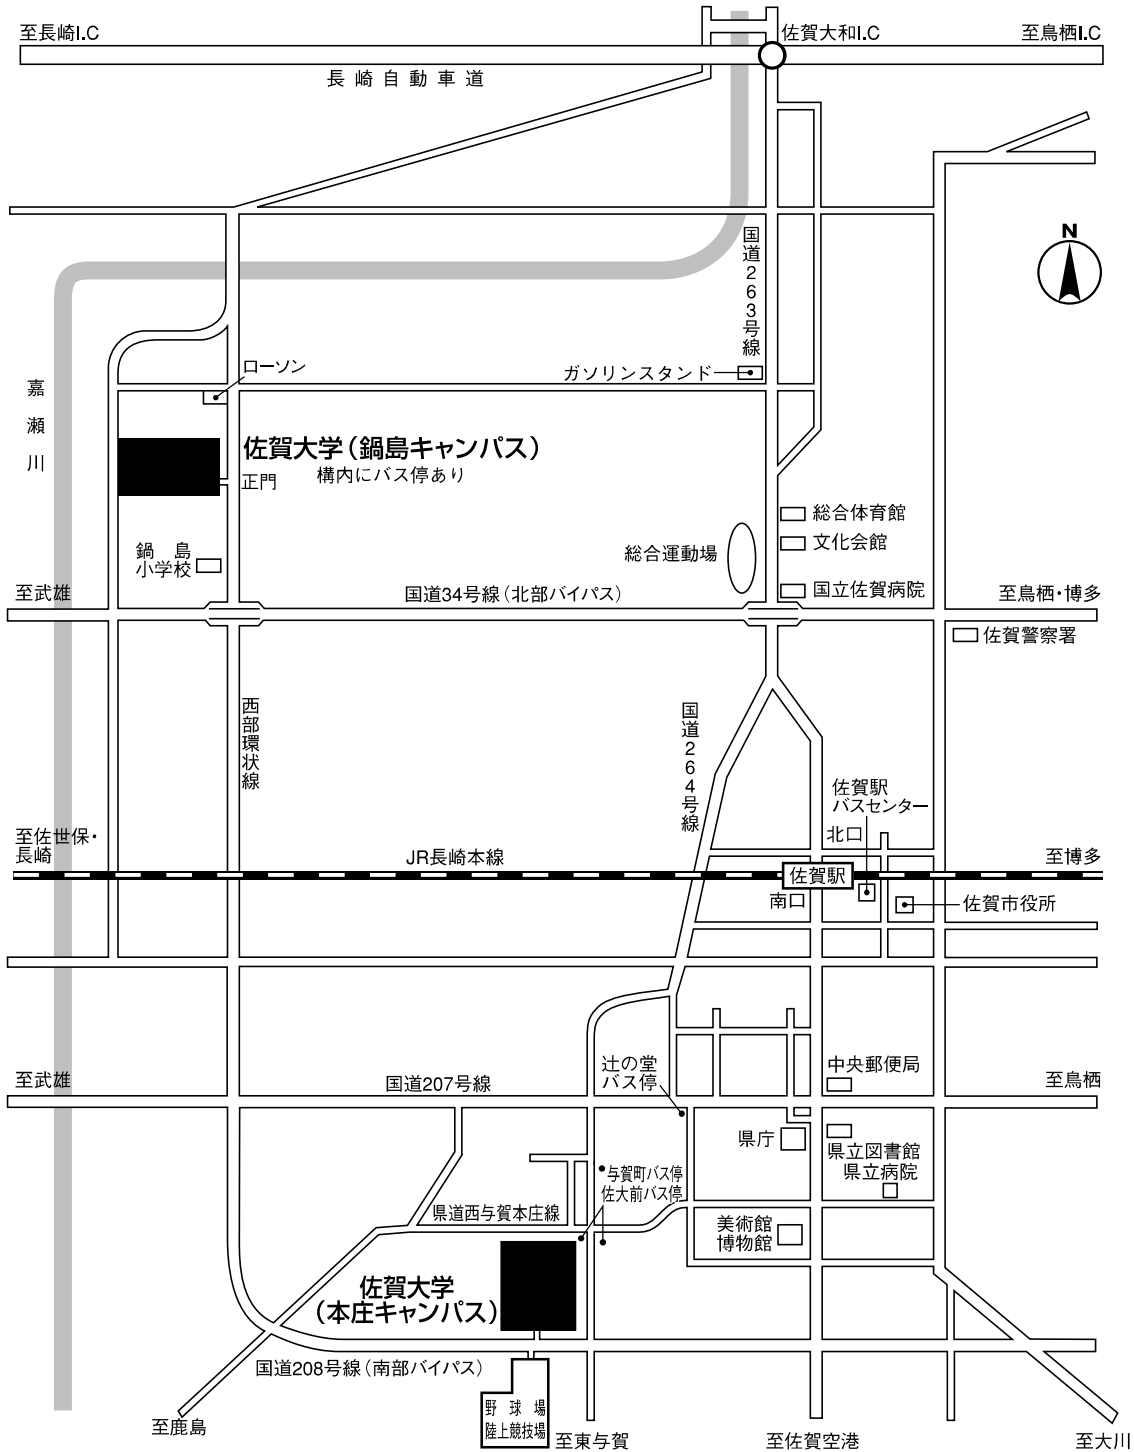 至長崎I.C
佐賀大和I.C
至鳥栖I.C
長崎自動車道
N
国道263号線
ローソン
ガソリンスタンド
嘉瀬川
佐賀大学（鍋島キャンパス）
構内にバス停あり
正門
総合体育館
文化会館
総合運動場
国立佐賀病院
鍋島
小学校
至武雄
国道34号線（北部バイパス）
至鳥栖・博多
佐賀警察署
西部環状線
国道264号線
佐賀駅
バスセンター
北口
至佐世保・
長崎
JR長崎本線
至博多
佐賀駅
南口
佐賀市役所
辻の堂
バス停
中央郵便局
至武雄
国道207号線
至鳥栖
県庁
県立図書館
県立病院
与賀町バス停
佐大前バス停
県道西与賀本庄線
美術館
博物館
佐賀大学
（本庄キャンパス）
国道208号線（南部バイパス）
野球場
陸上競技場
至鹿島
至東与賀
至佐賀空港
至大川